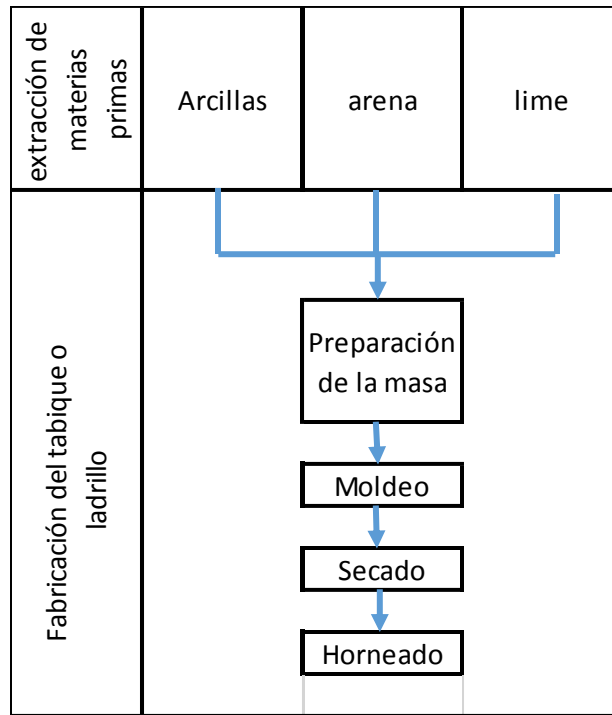 extracción de
materias
primas
Arcillas
arena
lime
Fabricación del tabique o
ladrillo
Preparación
de la masa
Moldeo
Secado
Horneado